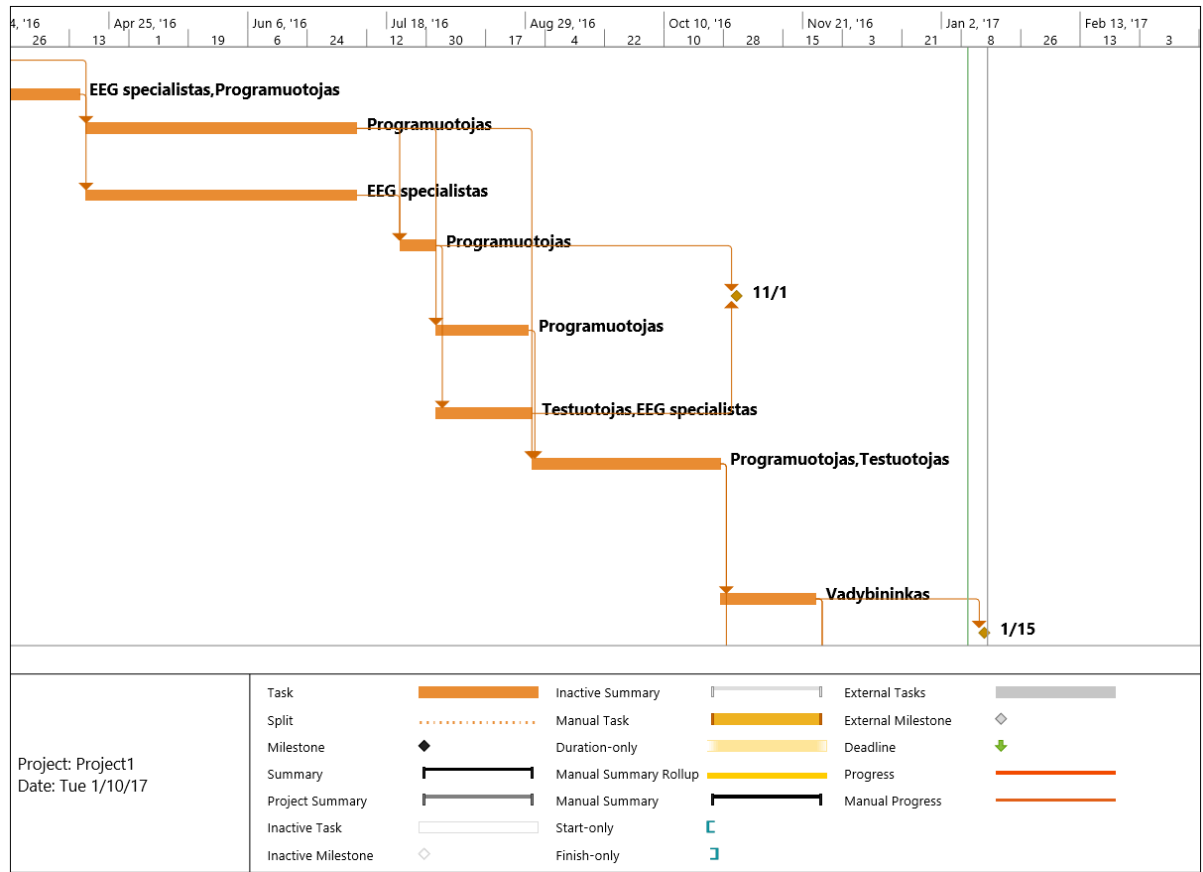 4, '16 Apr 25, '16 Jun 6, '16 Jul 18, '16 Aug 29, '16 Oct 10, '16 Nov 21, '16 Jan 2, '17 Feb 13, '17
26 13 1 19 6 24 12 30 17 4 22 10 28 15 3 21 8 26 13 3
EEG specialistas,Programuotojas
Programuotojas
EEG specialistas
Programuotojas
11/1
Programuotojas
Testuotojas,EEG specialistas
Programuotojas,Testuotojas
Vadybininkas
1/15
Project: Project1
Date: Tue 1/10/17
Task
Split
Milestone
Summary
Project Summary
Inactive Task
Inactive Milestone
Inactive Summary
Manual Task
Duration-only
Manual Summary Rollup
Manual Summary
Start-only
Finish-only
External Tasks
External Milestone
Deadline
Progress
Manual Progress